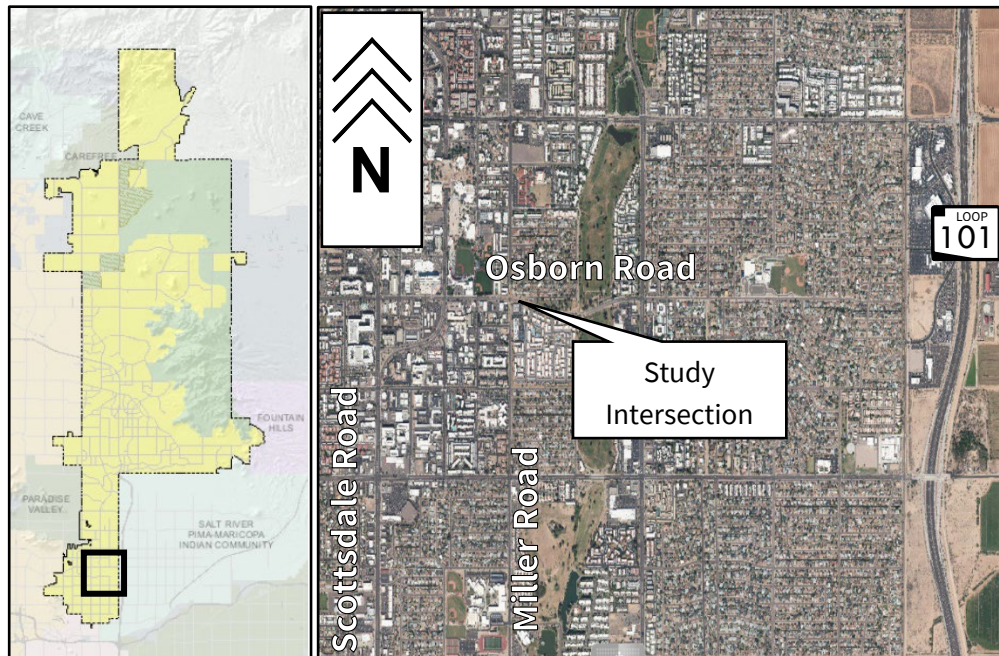 CAVE
CREEK
CAREFREE
FOUNTAIN
HILLS
PARADISE
VALLEY
SALT RIVER
PIMA-MARICOPA
INDIAN COMMUNITY
N
Osborn Road
LOOP
101
Study
Intersection
Scottsdale Road
Miller Road